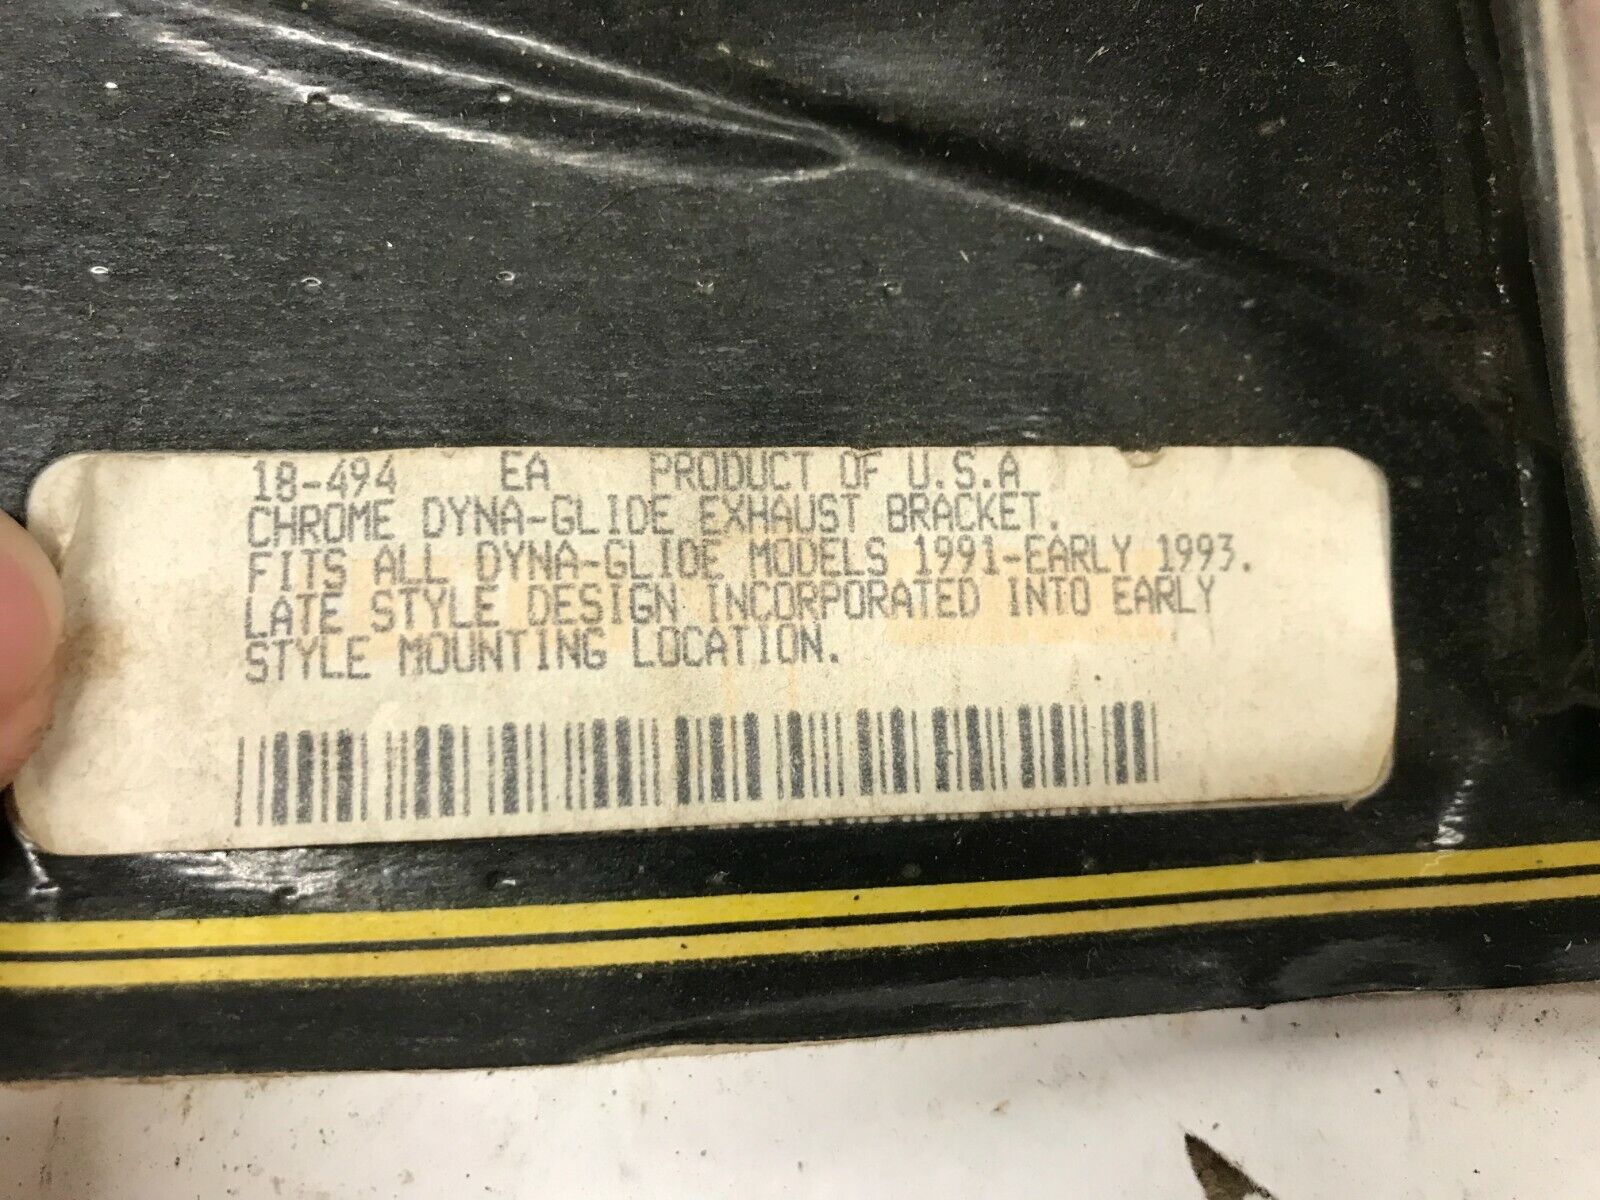 18-494 EA PRODUCT OF U.S.A
CHROME DYNA-GLIDE EXHAUST BRACKET.
FITS ALL DYNA-GLIDE MODELS 1991-EARLY 1993.
LATE STYLE DESIGN INCORPORATED INTO EARLY
STYLE MOUNTING LOCATION.